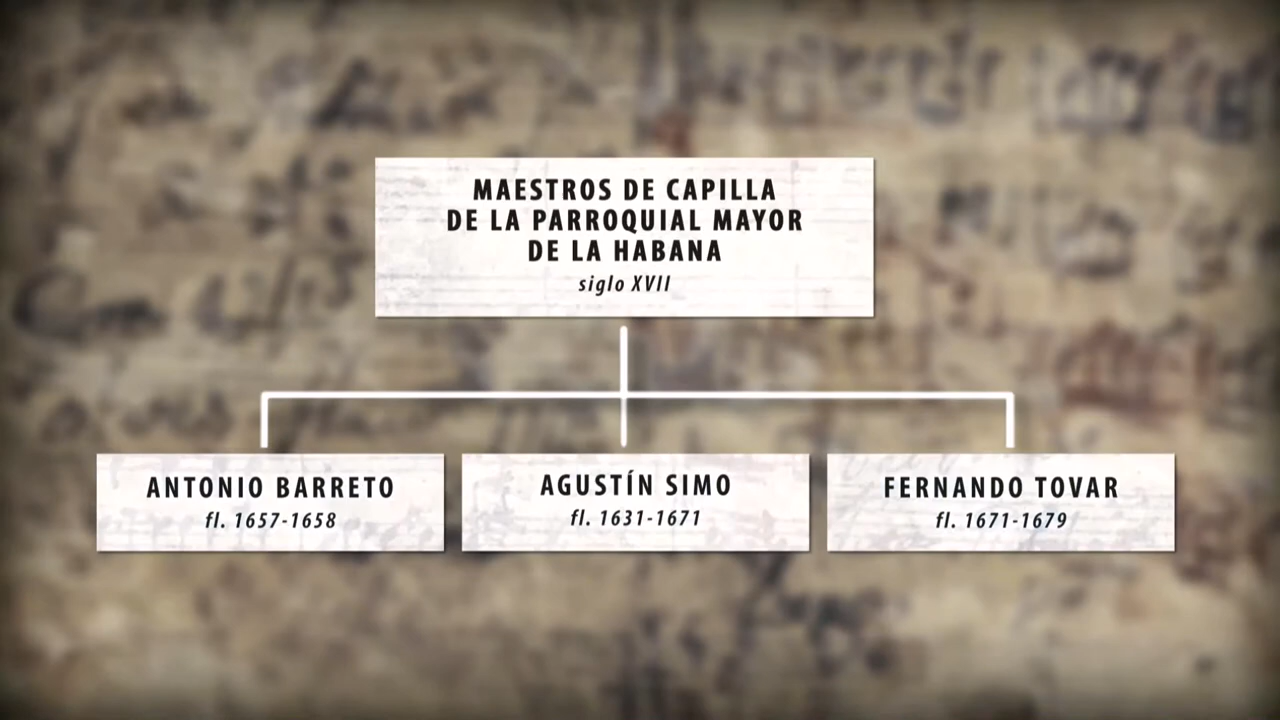 MAESTROS DE CAPILLA
DE LA PARROQUIAL MAYOR
DE LA HABANA
siglo XVII
ANTONIO BARRETO
fl. 1657-1658
AGUSTÍN SIMO
fl. 1631-1671
FERNANDO TOVAR
fl. 1671-1679